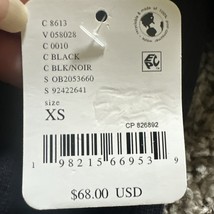 C 8613
V 058028
C 0010
C BLACK
C BLK/NOIR
S OB2053660
S 92422641
size
XS
CP 826892
1 98215 66953 9
$68.00 USD